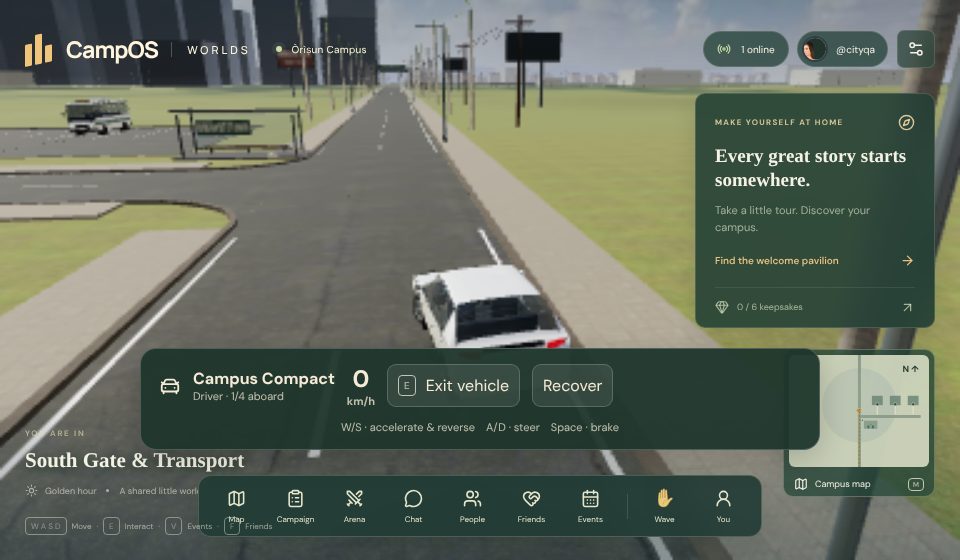 CampOS WORLDS Òrìsun Campus
1 online
@cityqa
MAKE YOURSELF AT HOME
Every great story starts
somewhere.
Take a little tour. Discover your
campus.
Find the welcome pavilion
0 / 6 keepsakes
Campus Compact
Driver · 1/4 aboard
0
km/h
E Exit vehicle
Recover
W/S · accelerate & reverse A/D · steer Space · brake
N
Campus map M
YOU ARE IN
South Gate & Transport
Golden hour • A shared little
WASD Move · E Interact · V Events · F Friends
Map
Campaign
Arena
Chat
People
Friends
Events
Wave
You